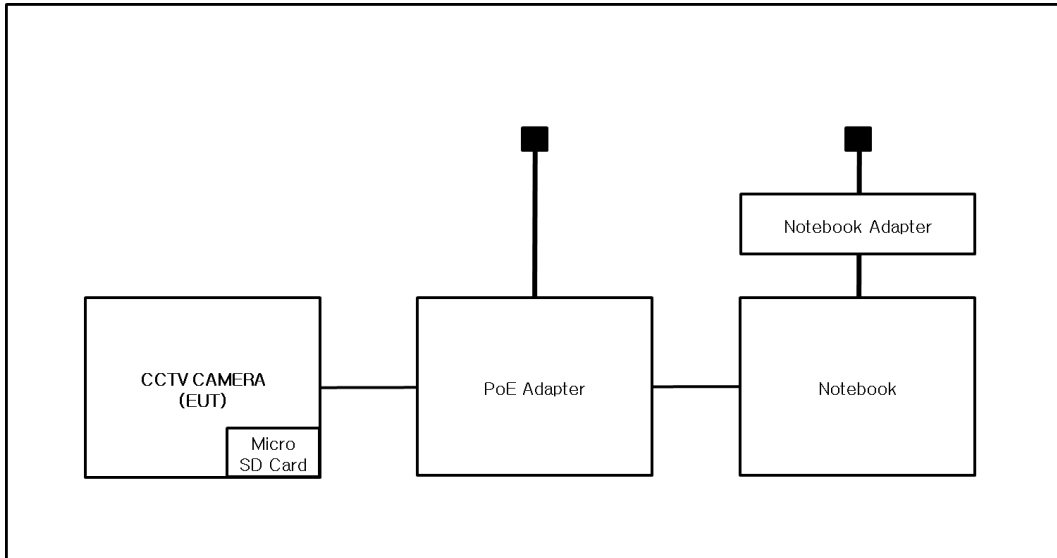 Notebook Adapter
CCTV CAMERA
(EUT)
Micro
SD Card
PoE Adapter
Notebook